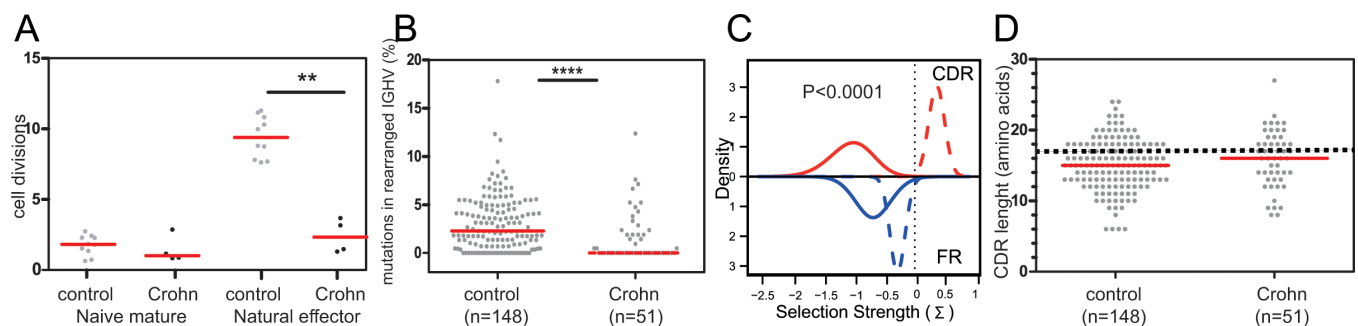 A
15
10
5
0
cell divisions
**
control
Crohn
control
Crohn
Naive mature
Natural effector
B
20
15
10
5
0
mutations in rearranged IGHV (%)
****
control
(n=148)
Crohn
(n=51)
C
3
2
1
0
1
2
3
Density
P<0.0001
CDR
FR
-2.5
-2
-1.5
-1
-0.5
0
0.5
1
Selection Strength ( Σ )
D
30
20
10
0
CDR lenght (amino acids)
control
(n=148)
Crohn
(n=51)